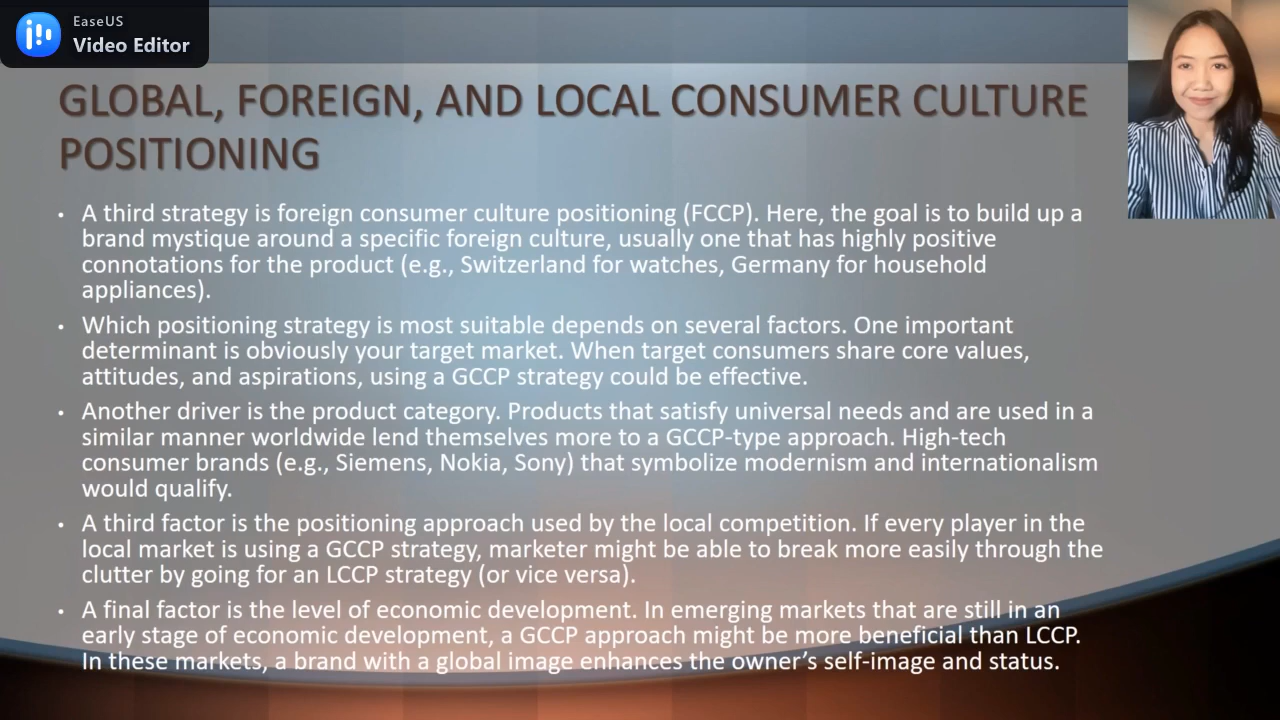 EaseUS
Video Editor
GLOBAL, FOREIGN, AND LOCAL CONSUMER CULTURE
POSITIONING
• A third strategy is foreign consumer culture positioning (FCCP). Here, the goal is to build up a
brand mystique around a specific foreign culture, usually one that has highly positive
connotations for the product (e.g., Switzerland for watches, Germany for household
appliances).
• Which positioning strategy is most suitable depends on several factors. One important
determinant is obviously your target market. When target consumers share core values,
attitudes, and aspirations, using a GCCP strategy could be effective.
• Another driver is the product category. Products that satisfy universal needs and are used in a
similar manner worldwide lend themselves more to a GCCP-type approach. High-tech
consumer brands (e.g., Siemens, Nokia, Sony) that symbolize modernism and internationalism
would qualify.
• A third factor is the positioning approach used by the local competition. If every player in the
local market is using a GCCP strategy, marketer might be able to break more easily through the
clutter by going for an LCCP strategy (or vice versa).
• A final factor is the level of economic development. In emerging markets that are still in an
early stage of economic development, a GCCP approach might be more beneficial than LCCP.
In these markets, a brand with a global image enhances the owner’s self-image and status.